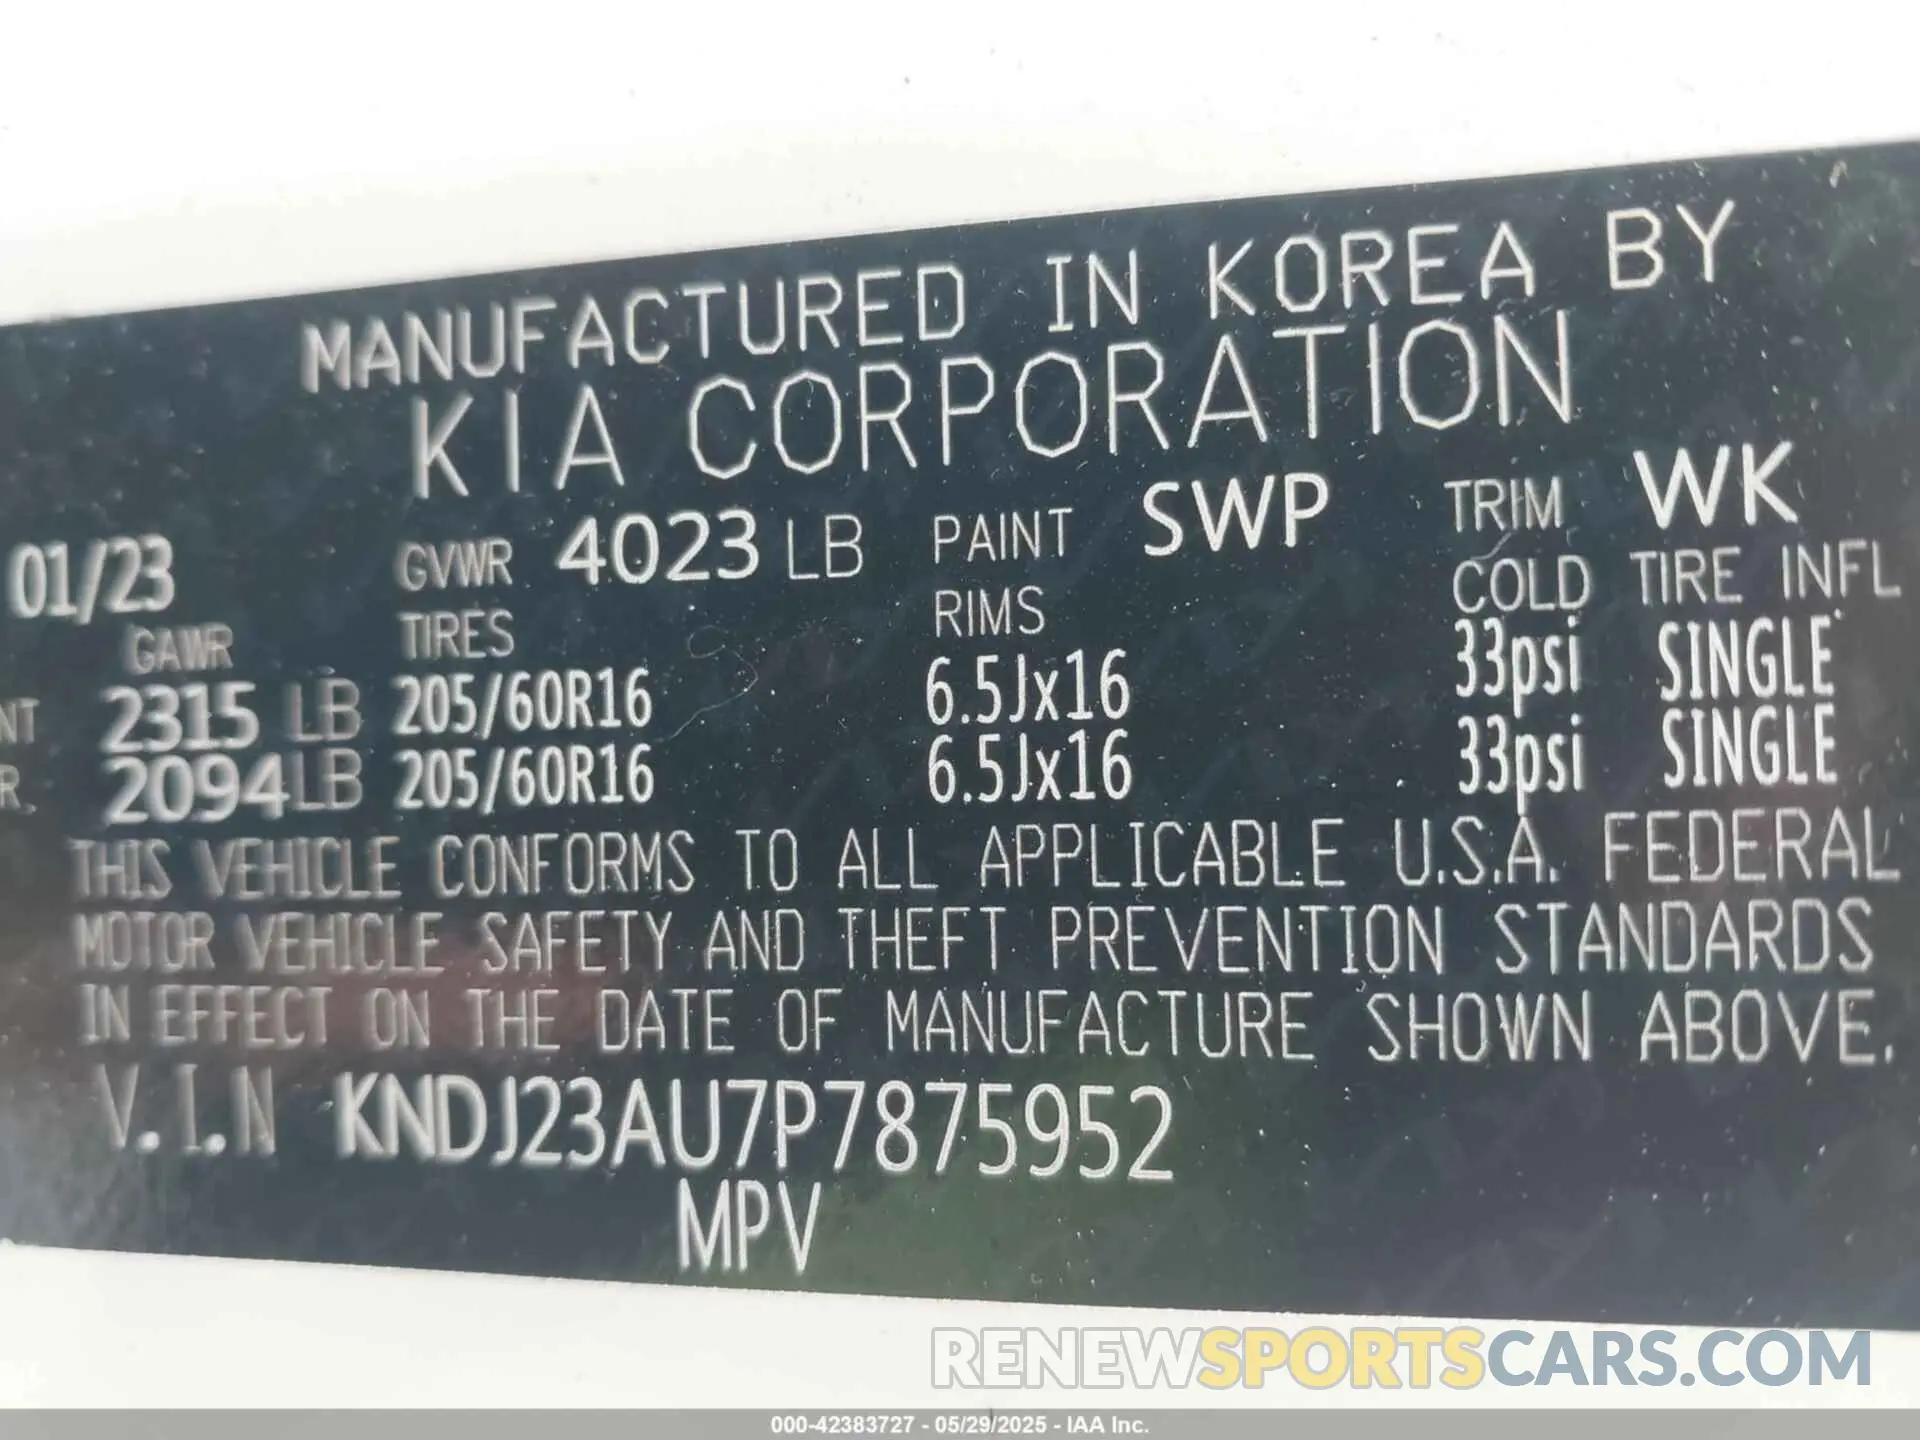 MANUFACTURED IN KOREA BY
KIA CORPORATION
01/23 GVWR 4023 LB PAINT SWP TRIM WK
GAWR TIRES RIMS COLD TIRE INFL
NT 2315 LB 205/60R16 6.5Jx16 33psi SINGLE
R 2094LB 205/60R16 6.5Jx16 33psi SINGLE
THIS VEHICLE CONFORMS TO ALL APPLICABLE U.S.A. FEDERAL
MOTOR VEHICLE SAFETY AND THEFT PREVENTION STANDARDS
IN EFFECT ON THE DATE OF MANUFACTURE SHOWN ABOVE.
V.I.N KNDJ23AU7P7875952
MPV
RENEWSPORTSCARS.COM
000-42383727 - 05/29/2025 - IAA Inc.